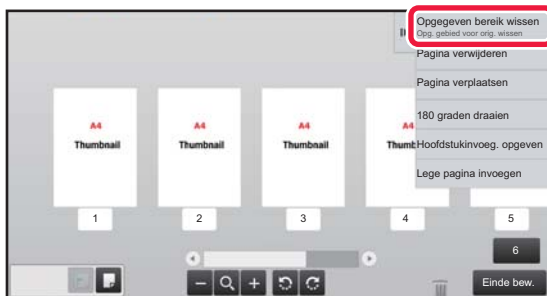 Opgegeven bereik wissen
Opg. gebied voor orig. wissen
Pagina verwijderen
Pagina verplaatsen
180 graden draaien
Hoofdstukinvoeg. opgeven
Lege pagina invoegen
A4
Thumbnail
A4
Thumbnail
A4
Thumbnail
A4
Thumb
1
2
3
4
5
6
Einde bew.